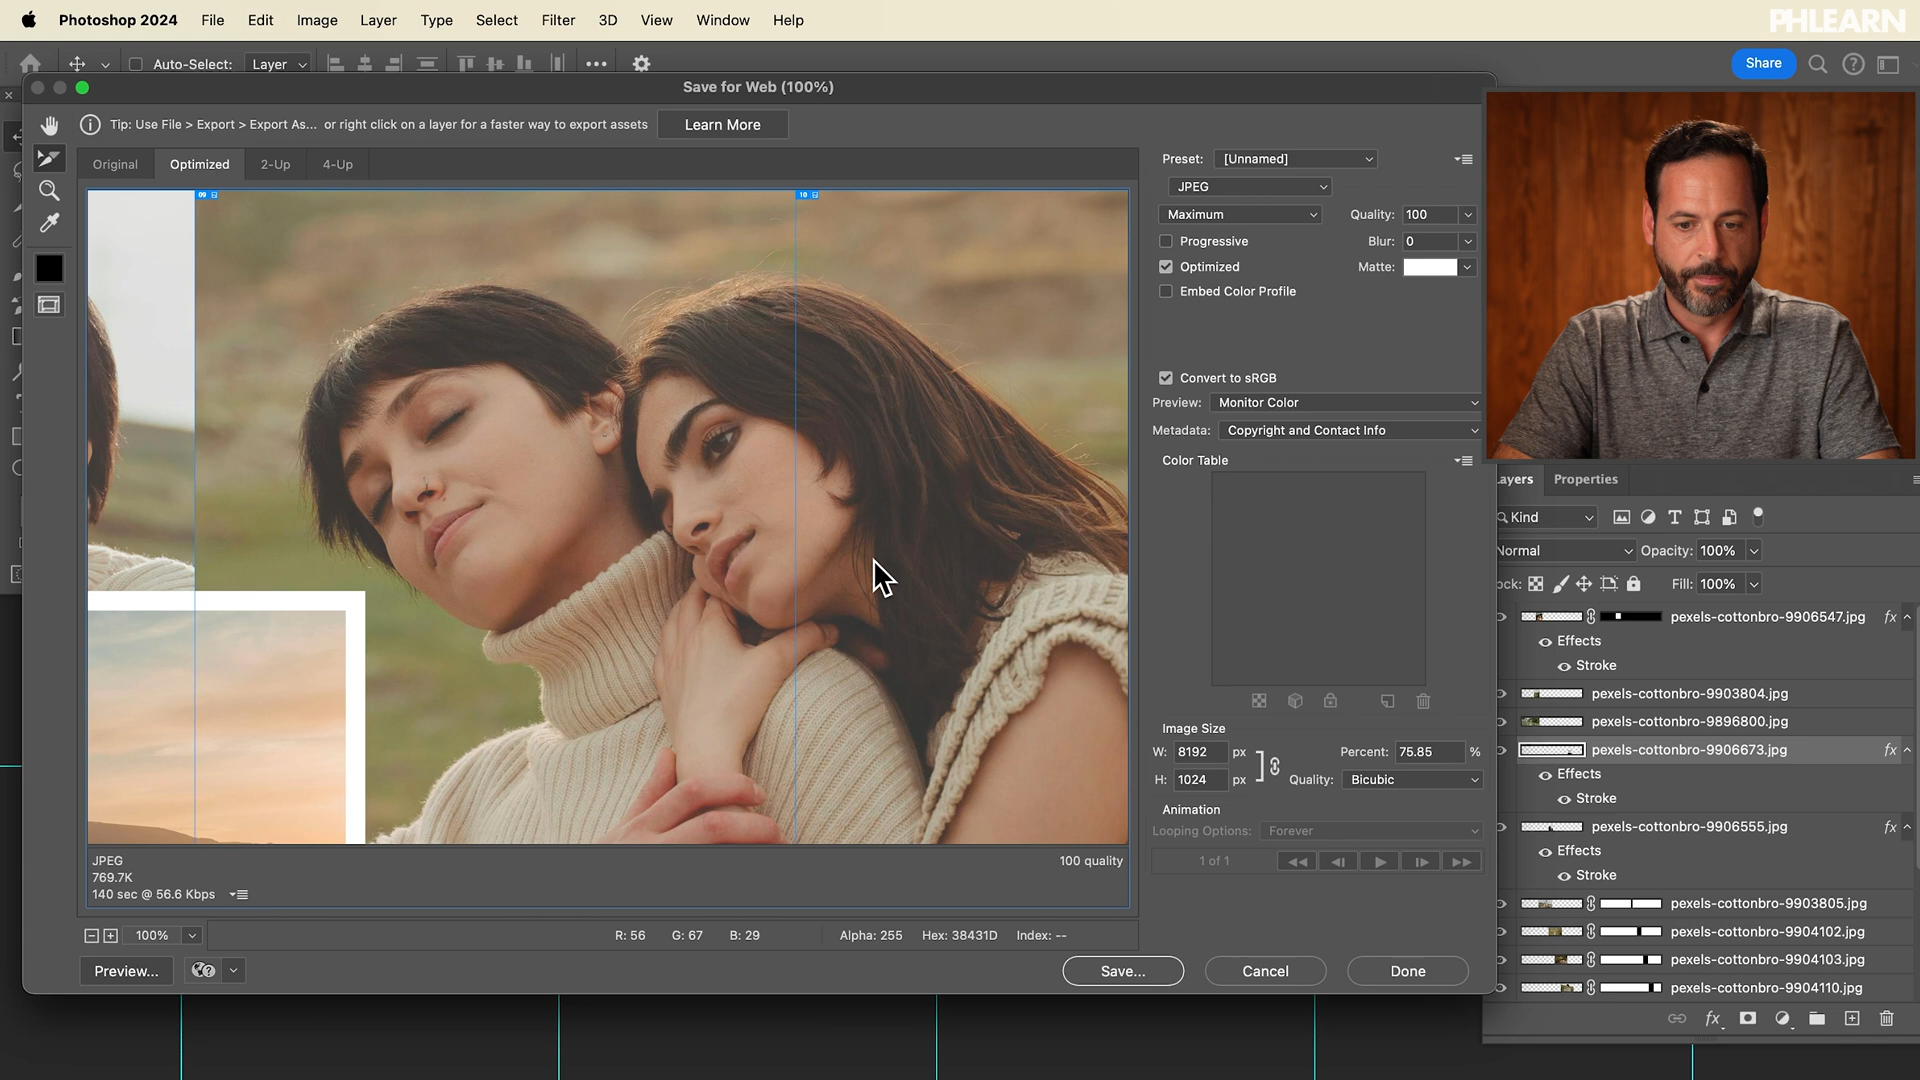 Photoshop 2024 File Edit Image Layer Type Select Filter 3D View Window Help
PHLEARN
Auto-Select: Layer
Share
Save for Web (100%)
Tip: Use File > Export > Export As... or right click on a layer for a faster way to export assets
Learn More
Original Optimized 2-Up 4-Up
09
10
Preset: [Unnamed]
JPEG
Maximum Quality: 100
Progressive Blur: 0
Optimized Matte:
Embed Color Profile
Convert to sRGB
Preview: Monitor Color
Metadata: Copyright and Contact Info
Color Table
Image Size
W: 8192 px Percent: 75.85 %
H: 1024 px Quality: Bicubic
Animation
Looping Options: Forever
1 of 1
JPEG 100 quality
769.7K
140 sec @ 56.6 Kbps
100% R: 56 G: 67 B: 29 Alpha: 255 Hex: 38431D Index: --
Preview... Save... Cancel Done
ayers Properties
Kind
Normal Opacity: 100%
ock: Fill: 100%
pexels-cottonbro-9906547.jpg fx
Effects
Stroke
pexels-cottonbro-9903804.jpg
pexels-cottonbro-9896800.jpg
pexels-cottonbro-9906673.jpg fx
Effects
Stroke
pexels-cottonbro-9906555.jpg fx
Effects
Stroke
pexels-cottonbro-9903805.jpg
pexels-cottonbro-9904102.jpg
pexels-cottonbro-9904103.jpg
pexels-cottonbro-9904110.jpg
fx